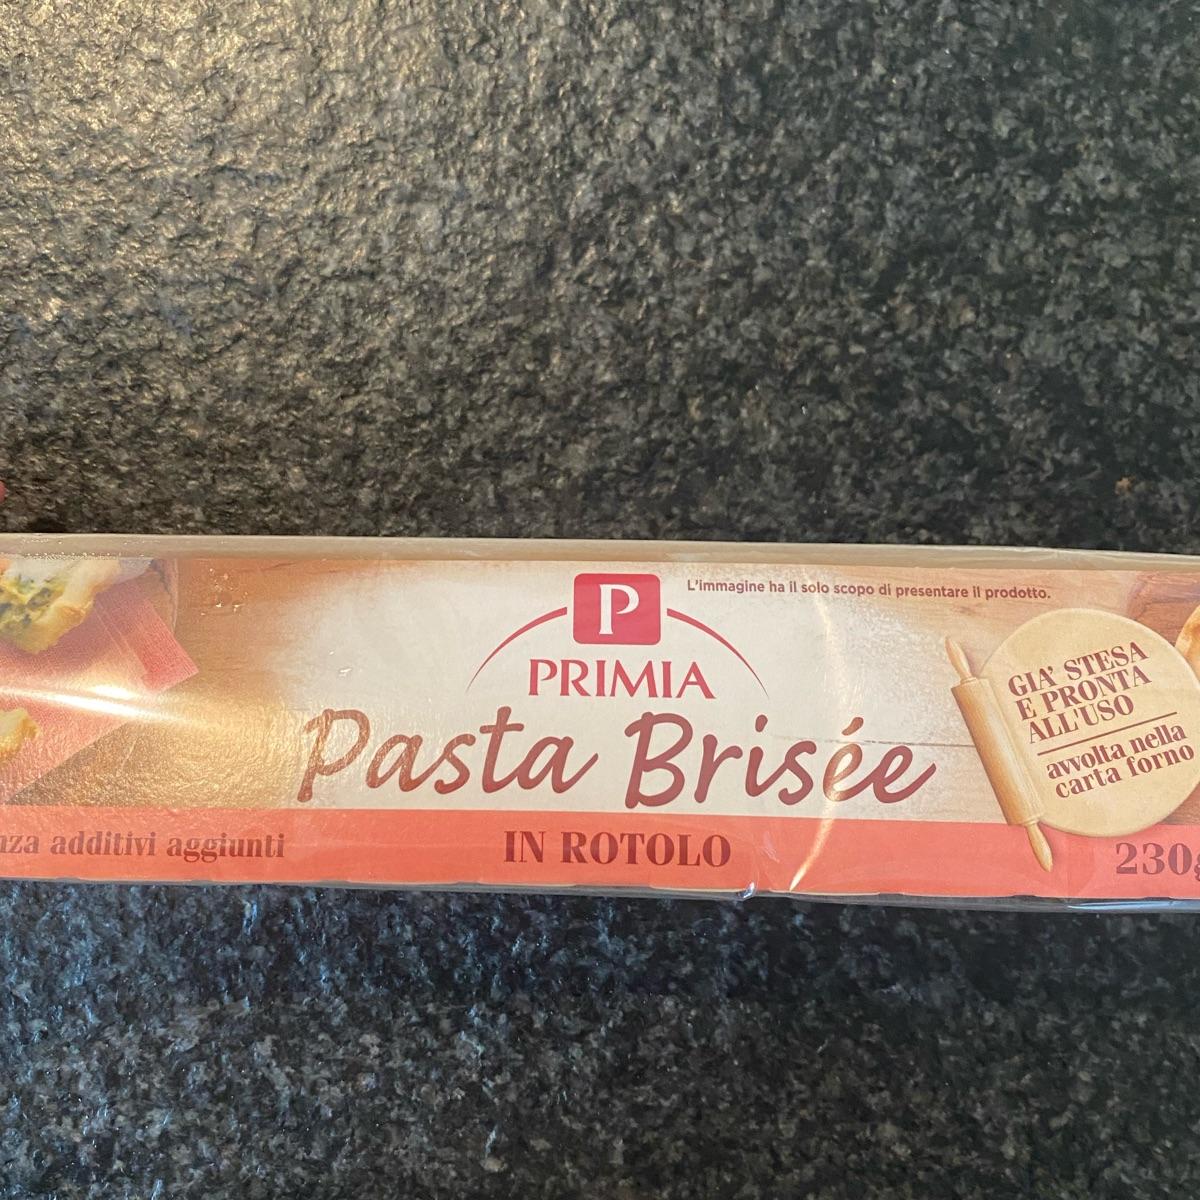 P
L'immagine ha il solo scopo di presentare il prodotto.
PRIMIA
Pasta Brisée
GIA' STESA
E PRONTA
ALL'USO
avvolta nella
carta forno
additivi aggiunti
IN ROTOLO
230g